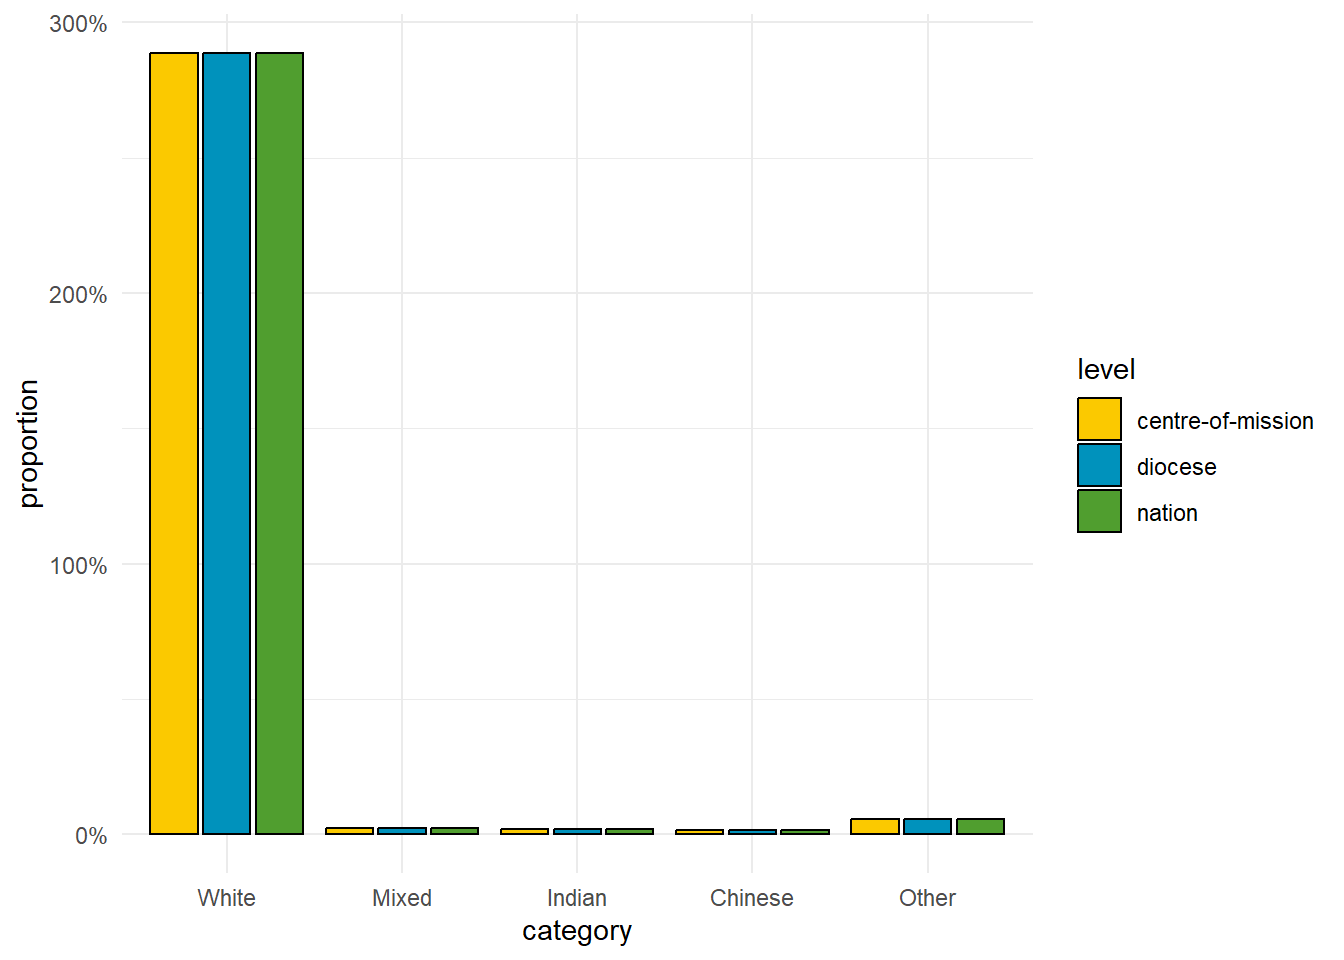 300%
200%
100%
0%
proportion
White Mixed Indian Chinese Other
category
level
centre-of-mission
diocese
nation